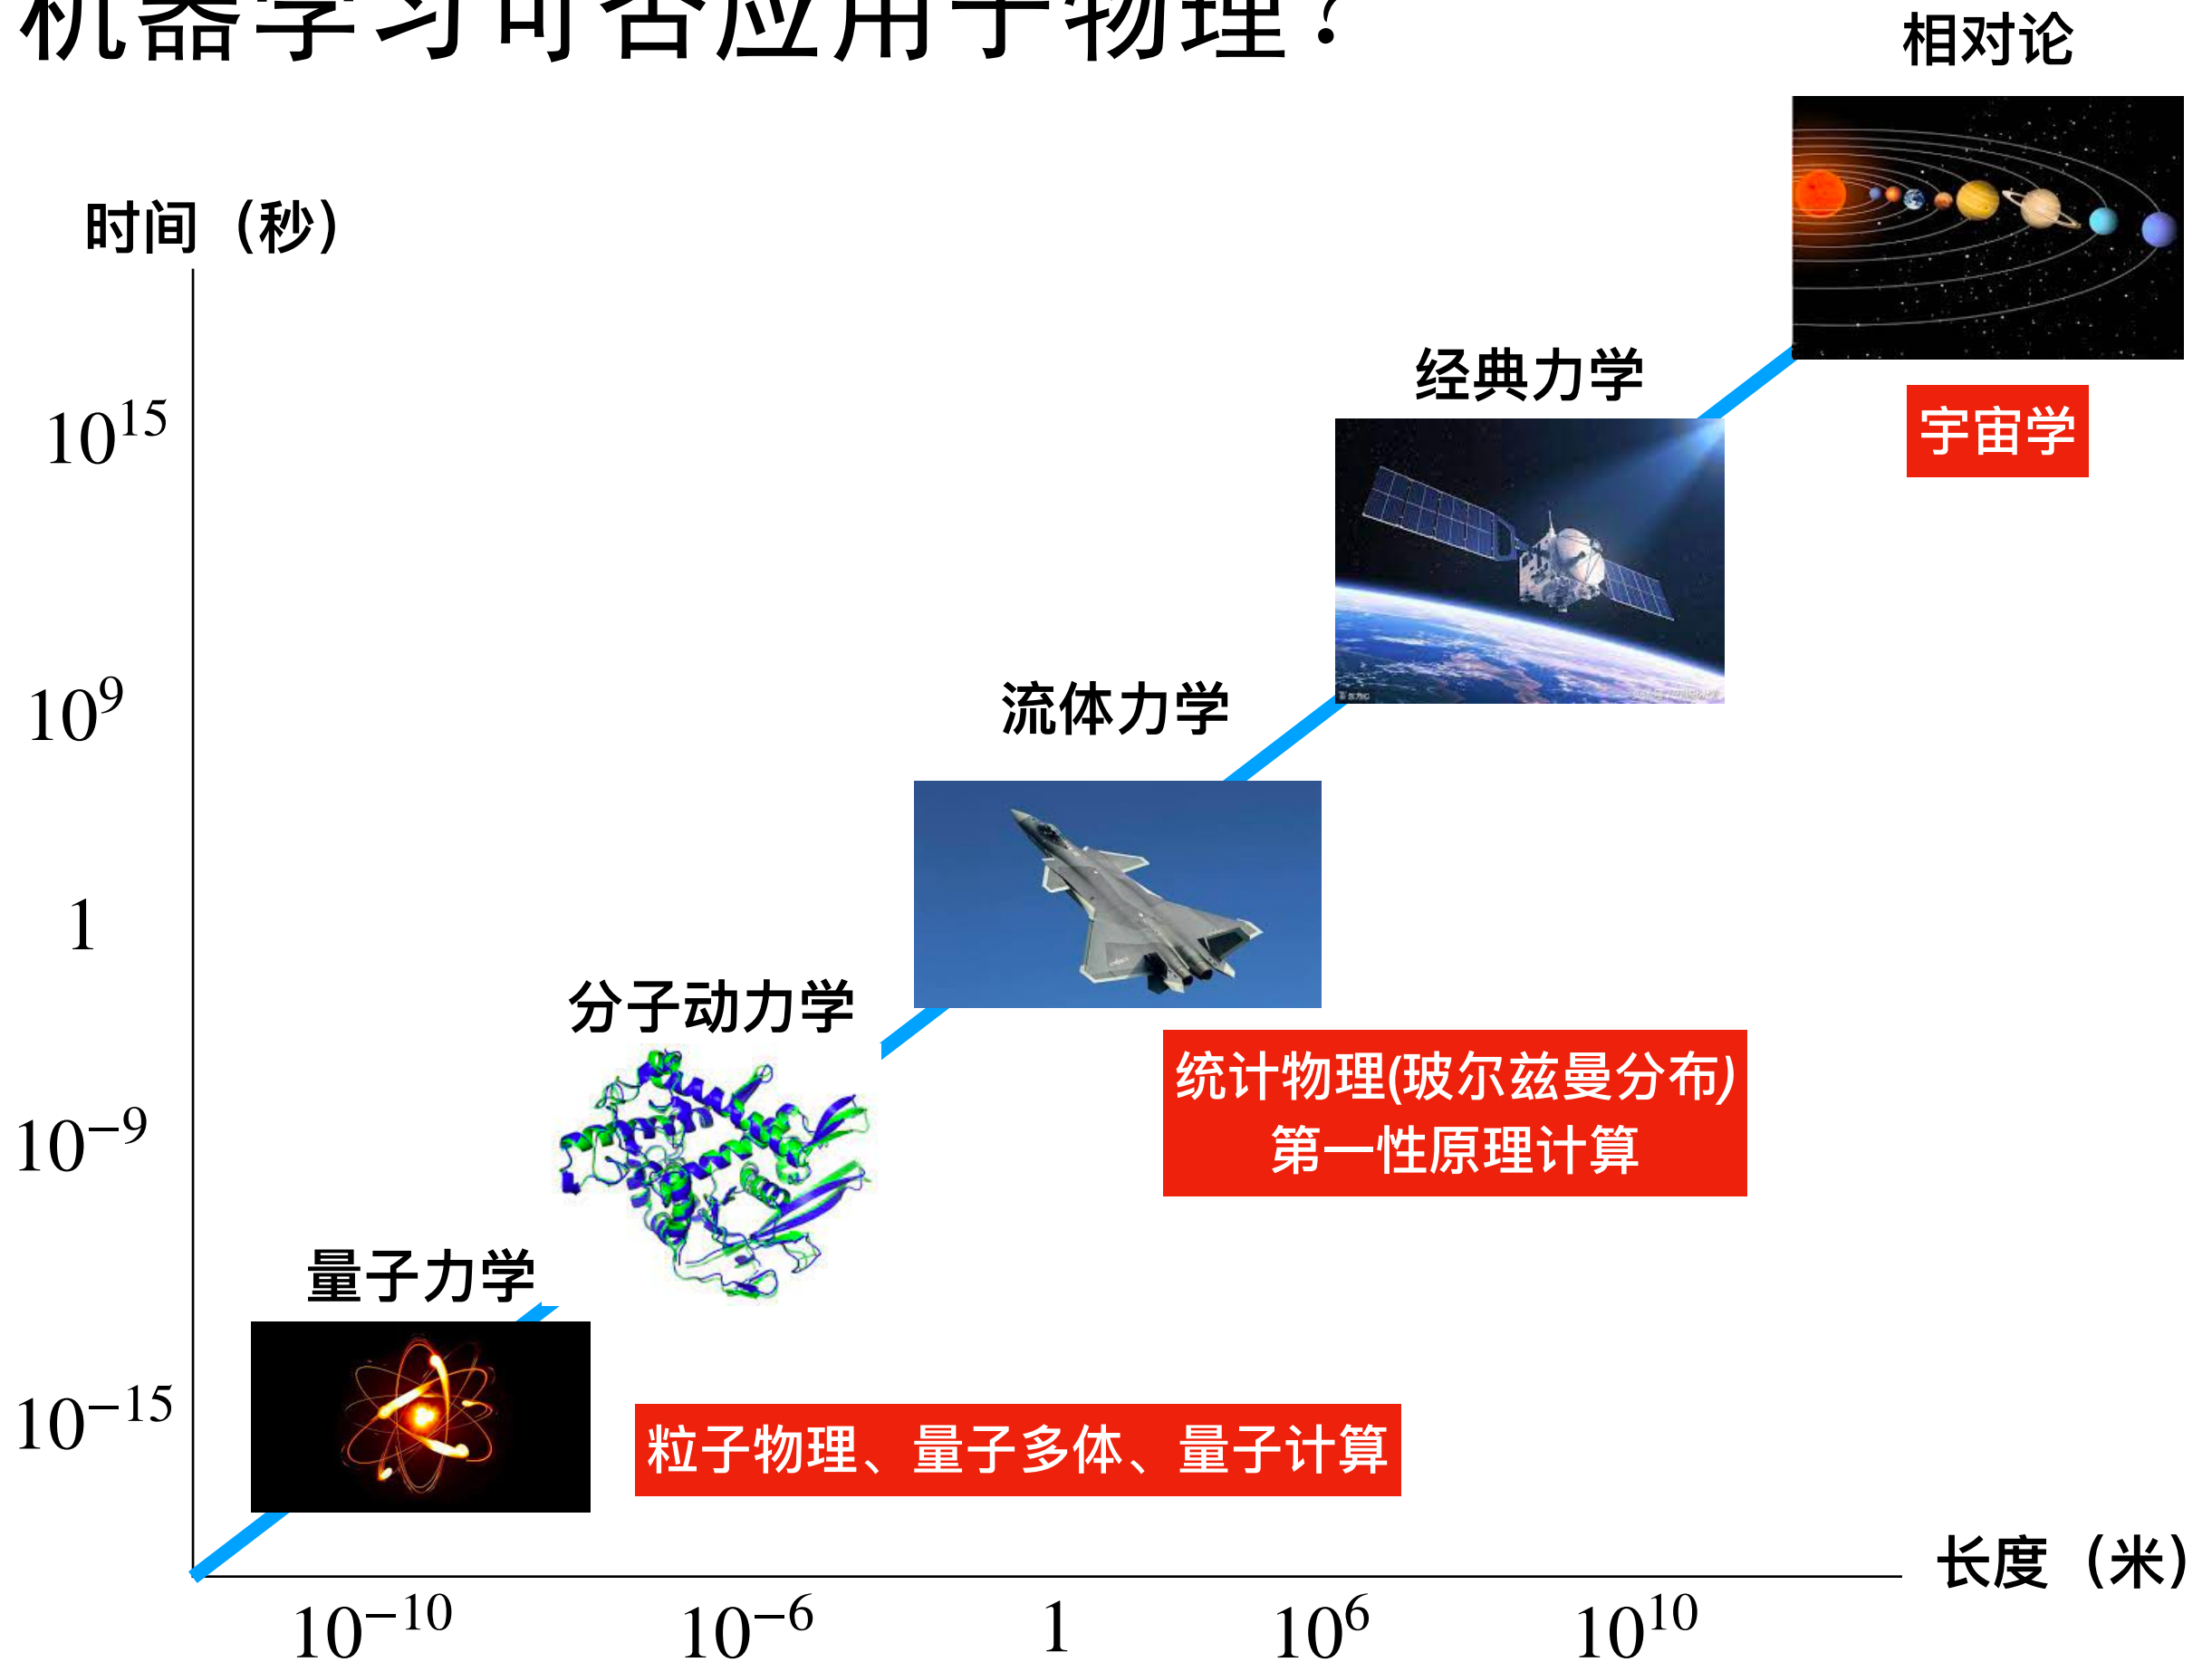 机器学习可否应用于物理？
相对论
时间（秒）
宇宙学
经典力学
10^15
10^9
流体力学
1
分子动力学
统计物理(玻尔兹曼分布)
第一性原理计算
10^−9
量子力学
10^−15
粒子物理、量子多体、量子计算
长度（米）
10^−10
10^−6
1
10^6
10^10